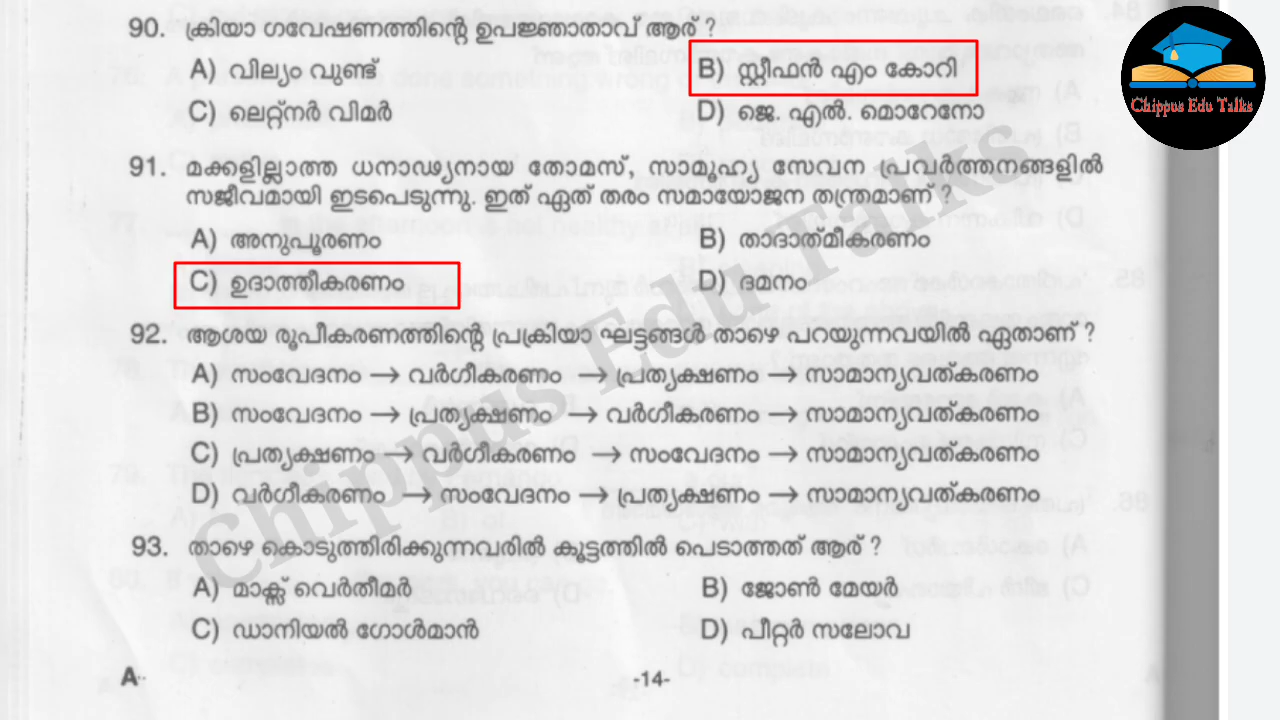 90. ക്രിയാ ഗവേഷണത്തിന്റെ ഉപജ്ഞാതാവ് ആര് ?
A) വില്യം വുണ്ട് B) സ്റ്റീഫൻ എം കോറി
C) ലെറ്റ്നർ വിമർ D) ജെ. എൽ. മൊറേനോ
Chippus Edu Talks
91. മക്കളില്ലാത്ത ധനാഢ്യനായ തോമസ്, സാമൂഹ്യ സേവന പ്രവർത്തനങ്ങളിൽ
സജീവമായി ഇടപെടുന്നു. ഇത് ഏത് തരം സമായോജന തന്ത്രമാണ് ?
A) അനുപൂരണം B) താദാത്മീകരണം
C) ഉദാത്തീകരണം D) ദമനം
92. ആശയ രൂപീകരണത്തിന്റെ പ്രക്രിയാ ഘട്ടങ്ങൾ താഴെ പറയുന്നവയിൽ ഏതാണ് ?
A) സംവേദനം → വർഗീകരണം → പ്രത്യക്ഷണം → സാമാന്യവത്കരണം
B) സംവേദനം → പ്രത്യക്ഷണം → വർഗീകരണം → സാമാന്യവത്കരണം
C) പ്രത്യക്ഷണം → വർഗീകരണം → സംവേദനം → സാമാന്യവത്കരണം
D) വർഗീകരണം → സംവേദനം → പ്രത്യക്ഷണം → സാമാന്യവത്കരണം
93. താഴെ കൊടുത്തിരിക്കുന്നവരിൽ കൂട്ടത്തിൽ പെടാത്തത് ആര് ?
A) മാക്സ് വെർതീമർ B) ജോൺ മേയർ
C) ഡാനിയൽ ഗോൾമാൻ D) പീറ്റർ സലോവ
A -14-
Chippus Edu Talks